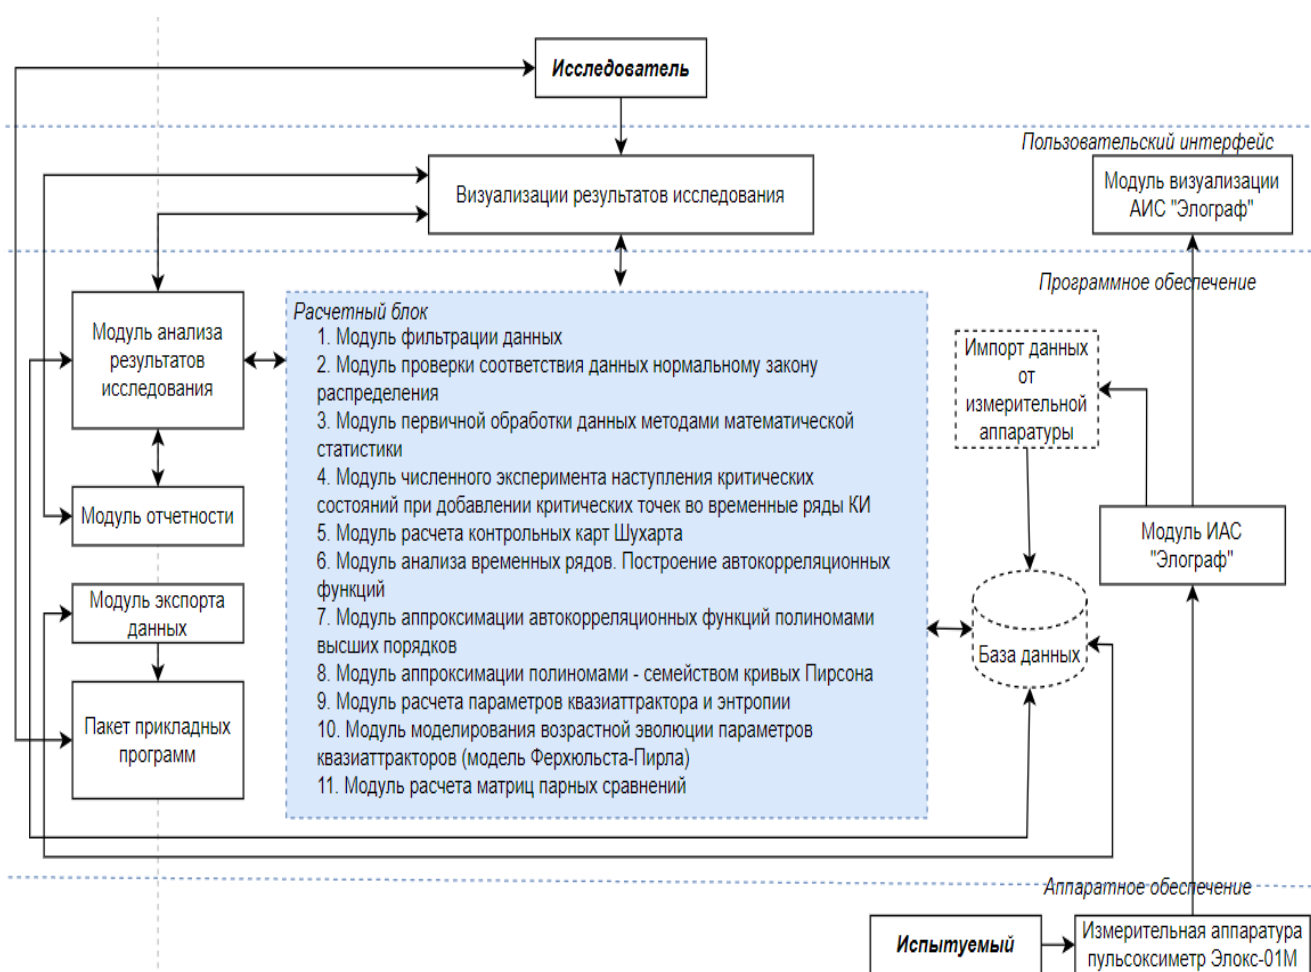 Исследователь
Пользовательский интерфейс
Визуализации результатов исследования
Модуль визуализации
АИС "Элограф"
Программное обеспечение
Модуль анализа
результатов
исследования
Расчетный блок
1. Модуль фильтрации данных
2. Модуль проверки соответствия данных нормальному закону
распределения
3. Модуль первичной обработки данных методами математической
статистики
4. Модуль численного эксперимента наступления критических
состояний при добавлении критических точек во временные ряды КИ
5. Модуль расчета контрольных карт Шухарта
6. Модуль анализа временных рядов. Построение автокорреляционных
функций
7. Модуль аппроксимации автокорреляционных функций полиномами
высших порядков
8. Модуль аппроксимации полиномами - семейством кривых Пирсона
9. Модуль расчета параметров квазиаттрактора и энтропии
10. Модуль моделирования возрастной эволюции параметров
квазиаттракторов (модель Ферхюльста-Пирла)
11. Модуль расчета матриц парных сравнений
Импорт данных
от
измерительной
аппаратуры
Модуль отчетности
Модуль ИАС
"Элограф"
Модуль экспорта
данных
База данных
Пакет прикладных
программ
Аппаратное обеспечение
Испытуемый
Измерительная аппаратура
пульсоксиметр Элокс-01М